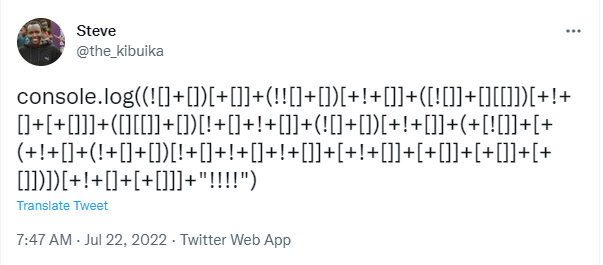 Steve
@the_kibuika
console.log((![]+[])[+[]]+(!![]+[])[+!+[]]+([![]]+[][[]])[+!+
[]+[+[]]]+([][[]]+[])[!+[]+!+[]]+(![]+[])[+!+[]]+(+[![]]+[+
(+!+[]+(!+[]+[])[!+[]+!+[]+!+[]]+[+!+[]]+[+[]]+[+[]]+[+
[]])])[+!+[]+[+[]]]+"!!!!")
Translate Tweet
7:47 AM · Jul 22, 2022 · Twitter Web App